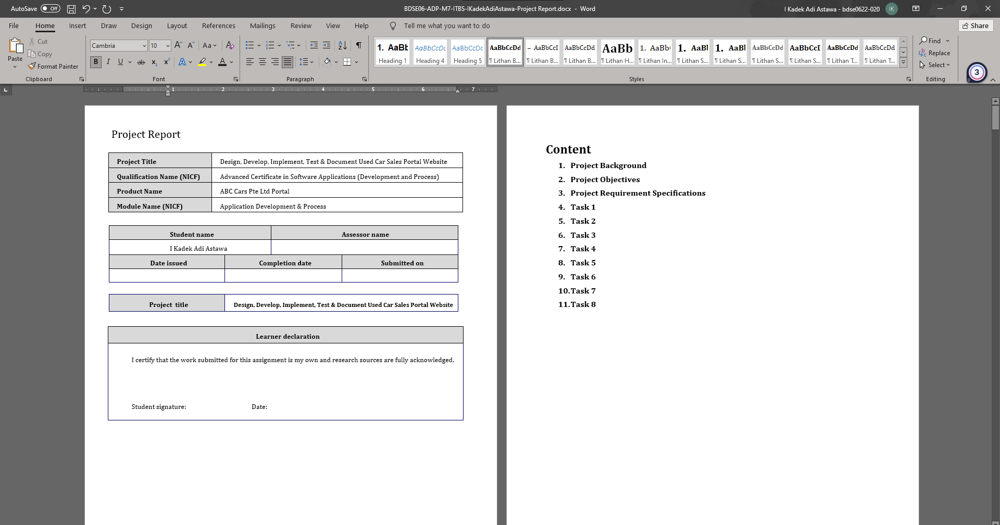 AutoSave Off
BDSE06-ADP-M7-ITBS-IKadekAdiAstawa-Project Report.docx - Word
I Kadek Adi Astawa - bdse0622-020 IK
File Home Insert Draw Design Layout References Mailings Review View Help Tell me what you want to do Share
Paste
Cut
Copy
Format Painter
Clipboard
Cambria 10
Font
Paragraph
1. AaBb AaBbCcDc AaBbCcDc AaBbCcDd – AaBbCcI AaBbCcDd AaBb 1. AaBb 1. AaBl 1. AaBl AaBbCcDd AaBbCcI AaBbCcDd AaBbCcDd
Heading 1 Heading 4 Heading 5 ¶ Lithan B... ¶ Lithan B... ¶ Lithan B... ¶ Lithan H... ¶ Lithan In... ¶ Lithan S... ¶ Lithan S... ¶ Lithan S... ¶ Lithan S... ¶ Lithan T... ¶ Lithan T...
Styles
Find
Replace
Select
Editing
3
1 2 3 4 5 6 7
Project Report
Project Title Design, Develop, Implement, Test & Document Used Car Sales Portal Website
Qualification Name (NICF) Advanced Certificate in Software Applications (Development and Process)
Product Name ABC Cars Pte Ltd Portal
Module Name (NICF) Application Development & Process
Student name Assessor name
I Kadek Adi Astawa
Date issued Completion date Submitted on
Project title Design, Develop, Implement, Test & Document Used Car Sales Portal Website
Learner declaration
I certify that the work submitted for this assignment is my own and research sources are fully acknowledged.
Student signature: Date:
Content
1. Project Background
2. Project Objectives
3. Project Requirement Specifications
4. Task 1
5. Task 2
6. Task 3
7. Task 4
8. Task 5
9. Task 6
10. Task 7
11. Task 8